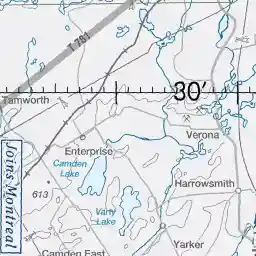 T 781
30′
Tamworth
Verona
Enterprise
Camden
Lake
Joins Montreal
Harrowsmith
613
Varty
Lake
Camden East
Yarker